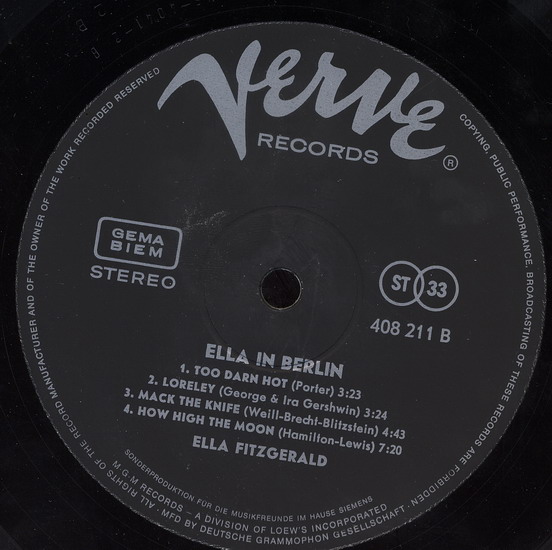 Verve
RECORDS
®
GEMA
BIEM
STEREO
ST 33
408 211 B
ELLA IN BERLIN
1. TOO DARN HOT (Porter) 3:23
2. LORELEY (George & Ira Gershwin) 3:24
3. MACK THE KNIFE (Weill-Brecht-Blitzstein) 4:43
4. HOW HIGH THE MOON (Hamilton-Lewis) 7:20
ELLA FITZGERALD
SONDERPRODUKTION FÜR DIE MUSIKFREUNDE IM HAUSE SIEMENS
M.G.M RECORDS – A DIVISION OF LOEW'S INCORPORATED
ALL RIGHTS OF THE RECORD MANUFACTURER AND OF THE OWNER OF THE WORK RECORDED RESERVED
COPYING, PUBLIC PERFORMANCE, BROADCASTING OF THESE RECORDS ARE FORBIDDEN
· MFD BY DEUTSCHE GRAMMOPHON GESELLSCHAFT ·